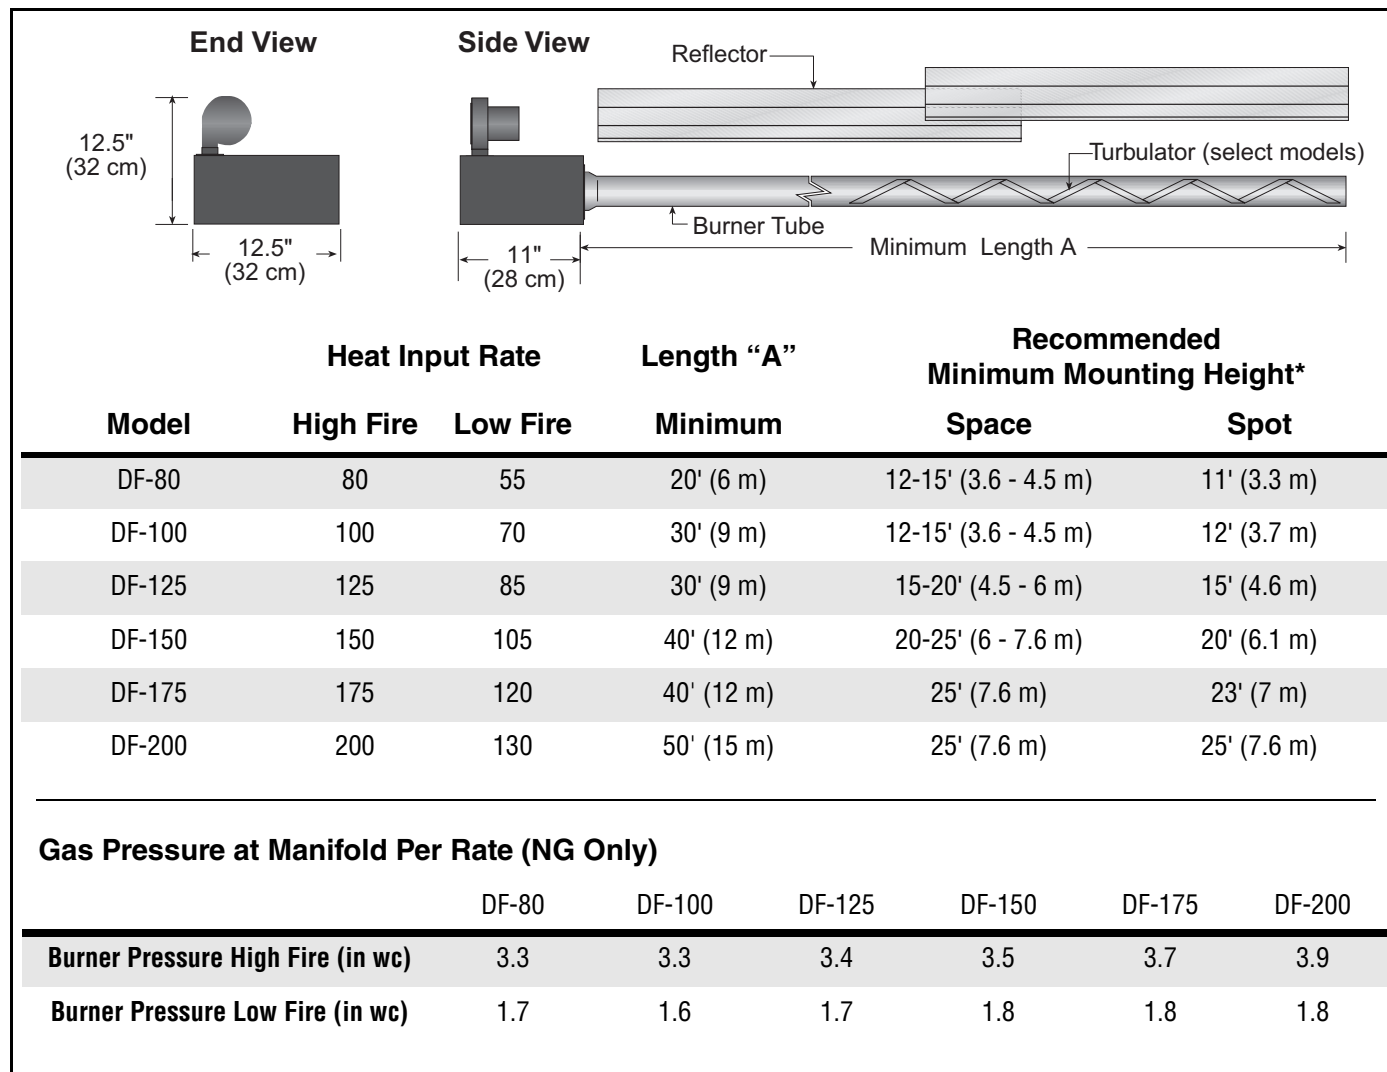 End View
Side View
Reflector
12.5"
(32 cm)
Turbulator (select models)
Burner Tube
12.5"
(32 cm)
11"
(28 cm)
Minimum Length A
Heat Input Rate
Length “A”
Recommended
Minimum Mounting Height*
Model High Fire Low Fire Minimum Space Spot
DF-80 80 55 20' (6 m) 12-15' (3.6 - 4.5 m) 11' (3.3 m)
DF-100 100 70 30' (9 m) 12-15' (3.6 - 4.5 m) 12' (3.7 m)
DF-125 125 85 30' (9 m) 15-20' (4.5 - 6 m) 15' (4.6 m)
DF-150 150 105 40' (12 m) 20-25' (6 - 7.6 m) 20' (6.1 m)
DF-175 175 120 40' (12 m) 25' (7.6 m) 23' (7 m)
DF-200 200 130 50' (15 m) 25' (7.6 m) 25' (7.6 m)
Gas Pressure at Manifold Per Rate (NG Only)
DF-80 DF-100 DF-125 DF-150 DF-175 DF-200
Burner Pressure High Fire (in wc) 3.3 3.3 3.4 3.5 3.7 3.9
Burner Pressure Low Fire (in wc) 1.7 1.6 1.7 1.8 1.8 1.8